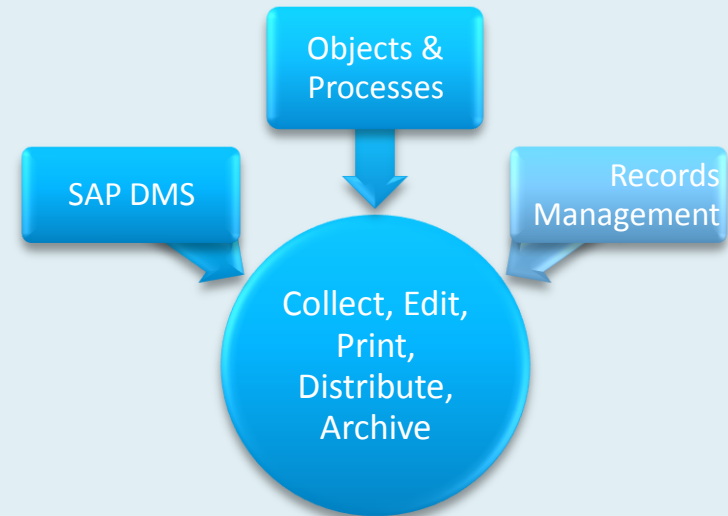 Objects &
Processes
SAP DMS
Records
Management
Collect, Edit,
Print,
Distribute,
Archive